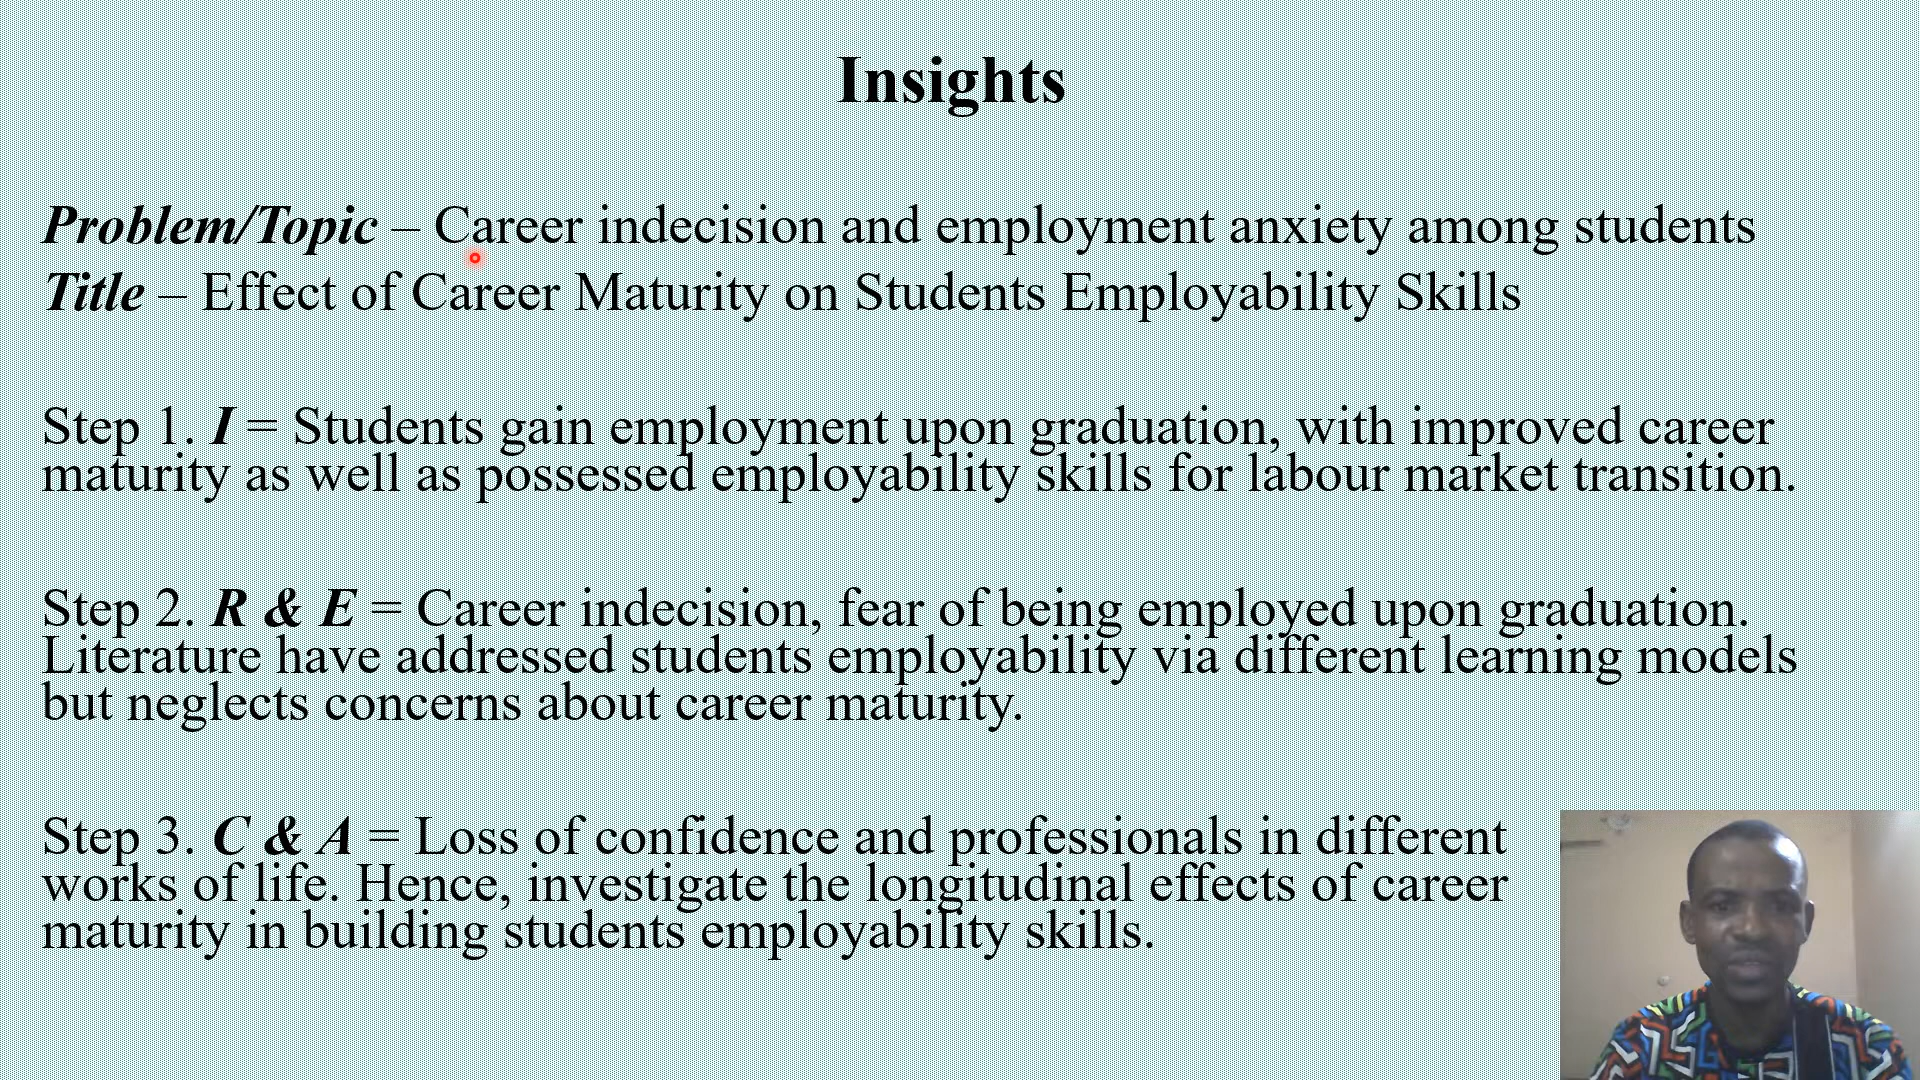 Insights
Problem/Topic – Career indecision and employment anxiety among students
Title – Effect of Career Maturity on Students Employability Skills
Step 1. I = Students gain employment upon graduation, with improved career
maturity as well as possessed employability skills for labour market transition.
Step 2. R & E = Career indecision, fear of being employed upon graduation.
Literature have addressed students employability via different learning models
but neglects concerns about career maturity.
Step 3. C & A = Loss of confidence and professionals in different
works of life. Hence, investigate the longitudinal effects of career
maturity in building students employability skills.